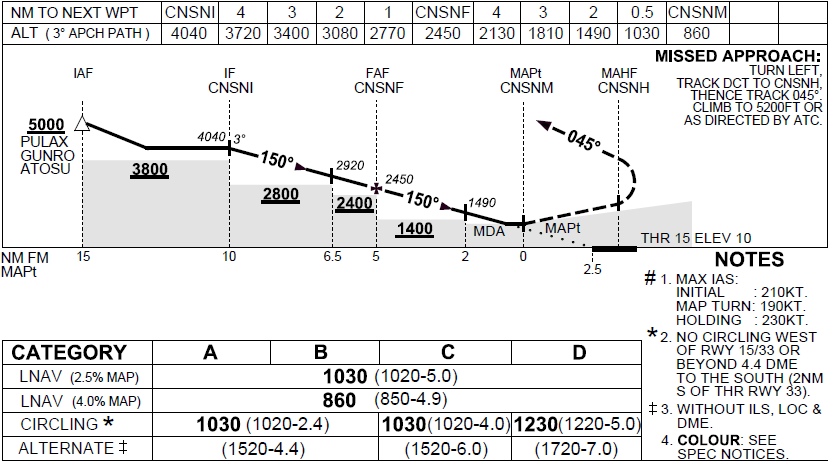 NM TO NEXT WPT CNSNI 4 3 2 1 CNSNF 4 3 2 0.5 CNSNM
ALT ( 3° APCH PATH ) 4040 3720 3400 3080 2770 2450 2130 1810 1490 1030 860
MISSED APPROACH:
TURN LEFT,
TRACK DCT TO CNSNH,
THENCE TRACK 045°.
CLIMB TO 5200FT OR
AS DIRECTED BY ATC.
IAF
IF
CNSNI
FAF
CNSNF
MAPt
CNSNM
MAHF
CNSNH
5000
PULAX
GUNRO
ATOSU
4040
3°
150°
2920
2450
150°
1490
045°
3800
2800
2400
1400
MDA
MAPt
THR 15 ELEV 10
NM FM
MAPt
15 10 6.5 5 2 0 2.5
NOTES
# 1. MAX IAS:
INITIAL : 210KT.
MAP TURN: 190KT.
HOLDING : 230KT.
* 2. NO CIRCLING WEST
OF RWY 15/33 OR
BEYOND 4.4 DME
TO THE SOUTH (2NM
S OF THR RWY 33).
‡ 3. WITHOUT ILS, LOC &
DME.
4. COLOUR: SEE
SPEC NOTICES.
CATEGORY A B C D
LNAV (2.5% MAP) 1030 (1020-5.0)
LNAV (4.0% MAP) 860 (850-4.9)
CIRCLING * 1030 (1020-2.4) 1030 (1020-4.0) 1230 (1220-5.0)
ALTERNATE ‡ (1520-4.4) (1520-6.0) (1720-7.0)